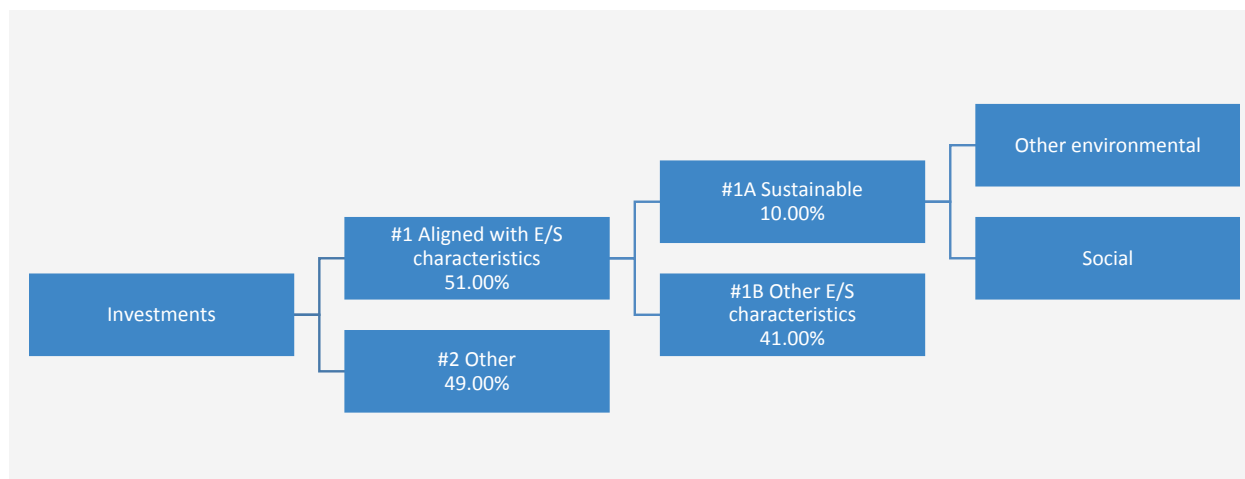 Investments
#1 Aligned with E/S
characteristics
51.00%
#2 Other
49.00%
#1A Sustainable
10.00%
#1B Other E/S
characteristics
41.00%
Other environmental
Social